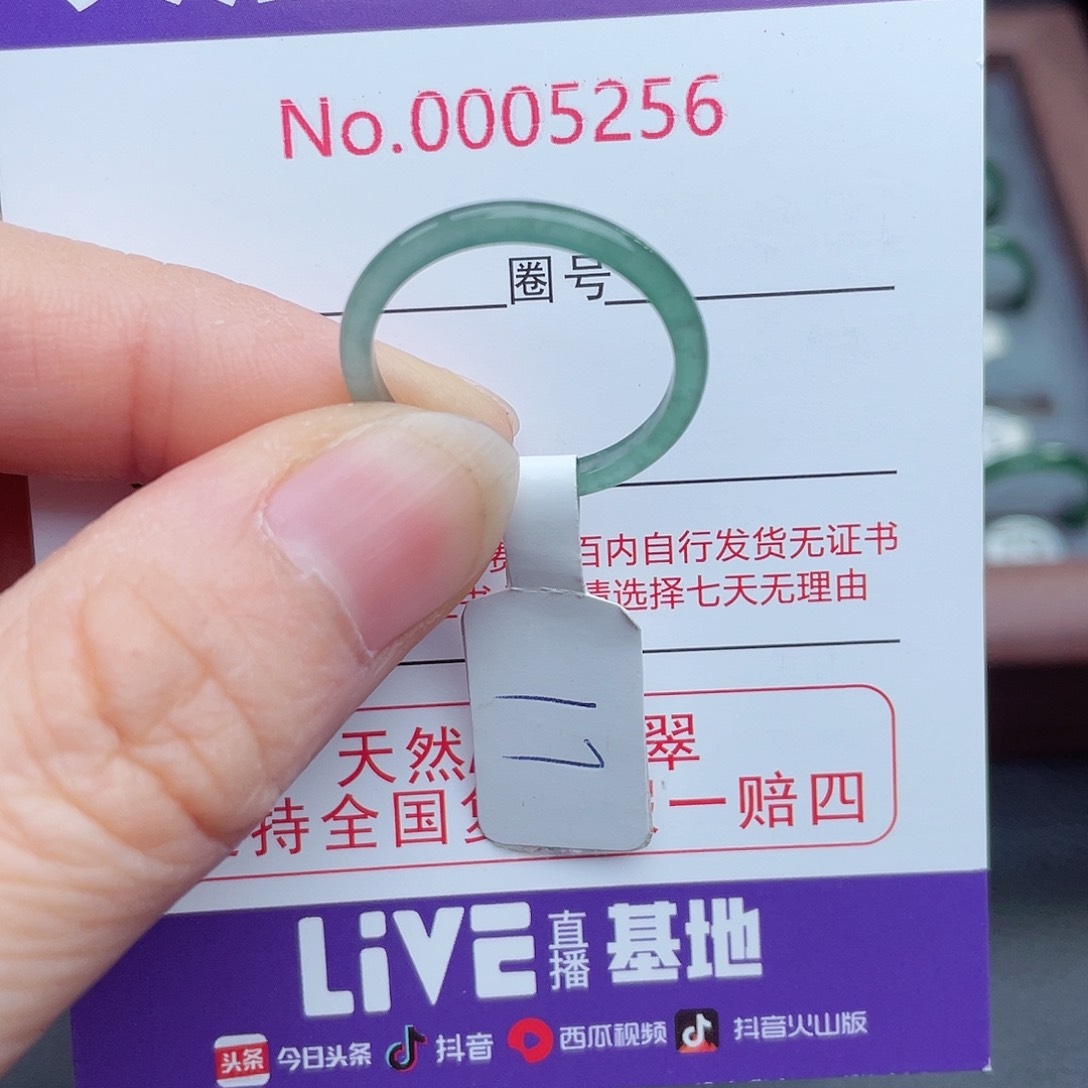 No.0005256
圈号
百内自行发货无证书
请选择七天无理由
天然 翠
持全国 一赔四
LiVE直播基地
头条 今日头条 抖音 西瓜视频 抖音火山版